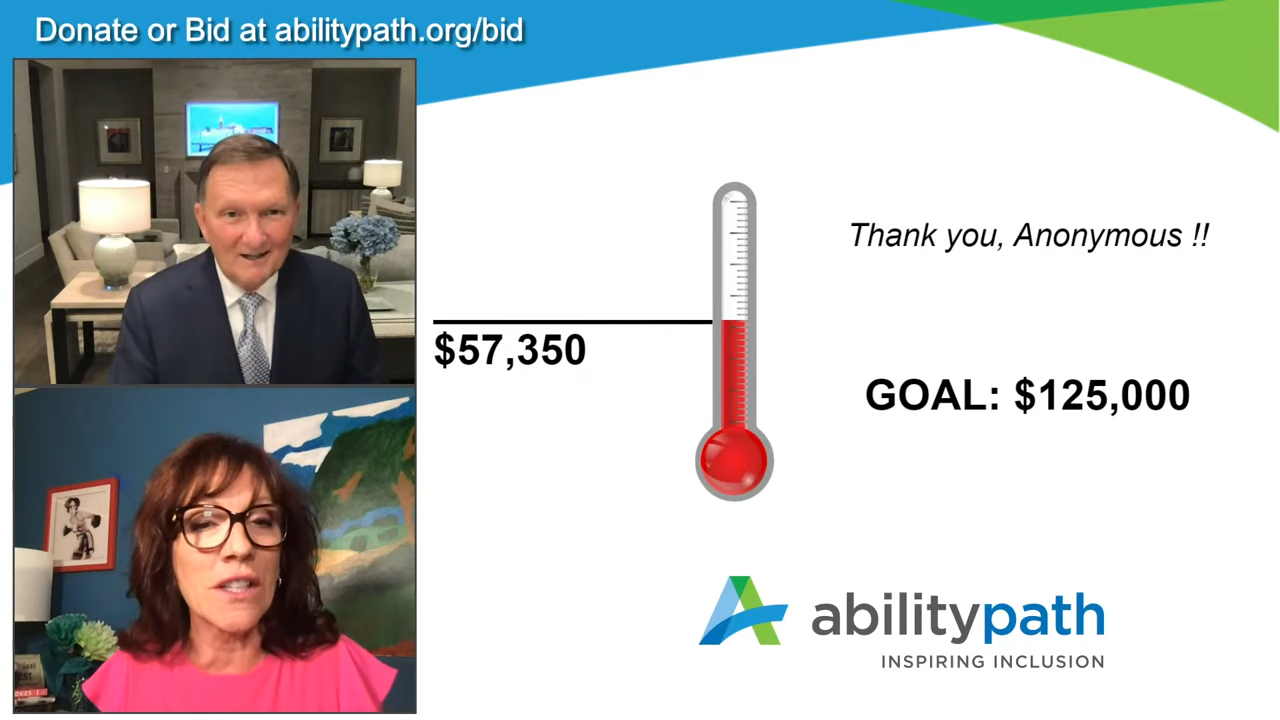 Donate or Bid at abilitypath.org/bid
Thank you, Anonymous !!
$57,350
GOAL: $125,000
abilitypath
INSPIRING INCLUSION